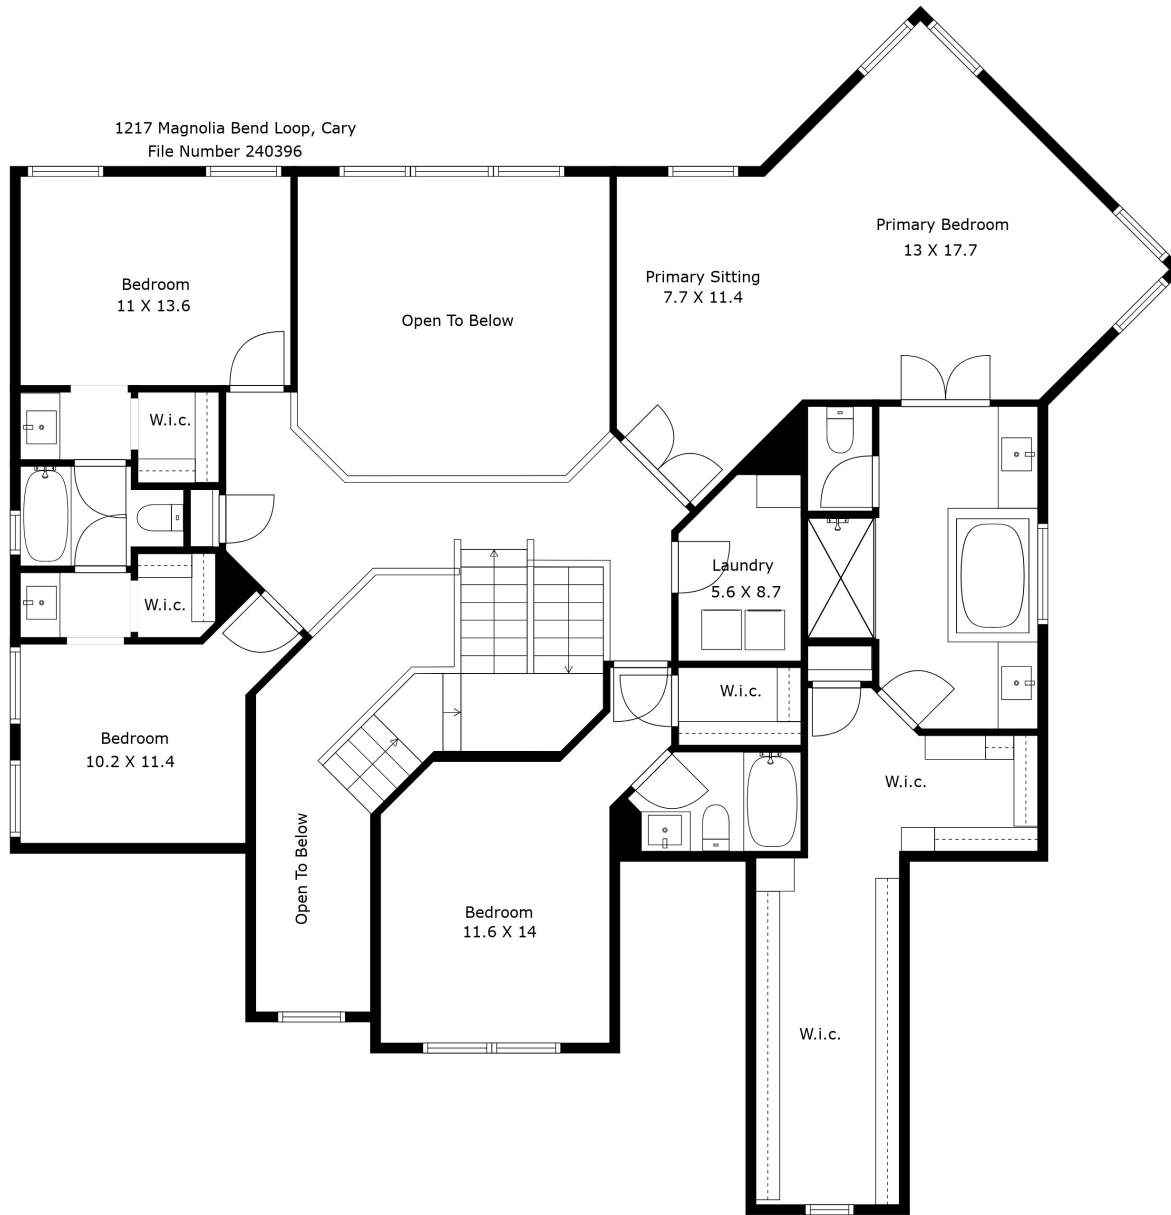 1217 Magnolia Bend Loop, Cary
File Number 240396
Primary Bedroom
13 X 17.7
Primary Sitting
7.7 X 11.4
Bedroom
11 X 13.6
Open To Below
W.i.c.
Laundry
5.6 X 8.7
W.i.c.
W.i.c.
Bedroom
10.2 X 11.4
W.i.c.
Open To Below
Bedroom
11.6 X 14
W.i.c.